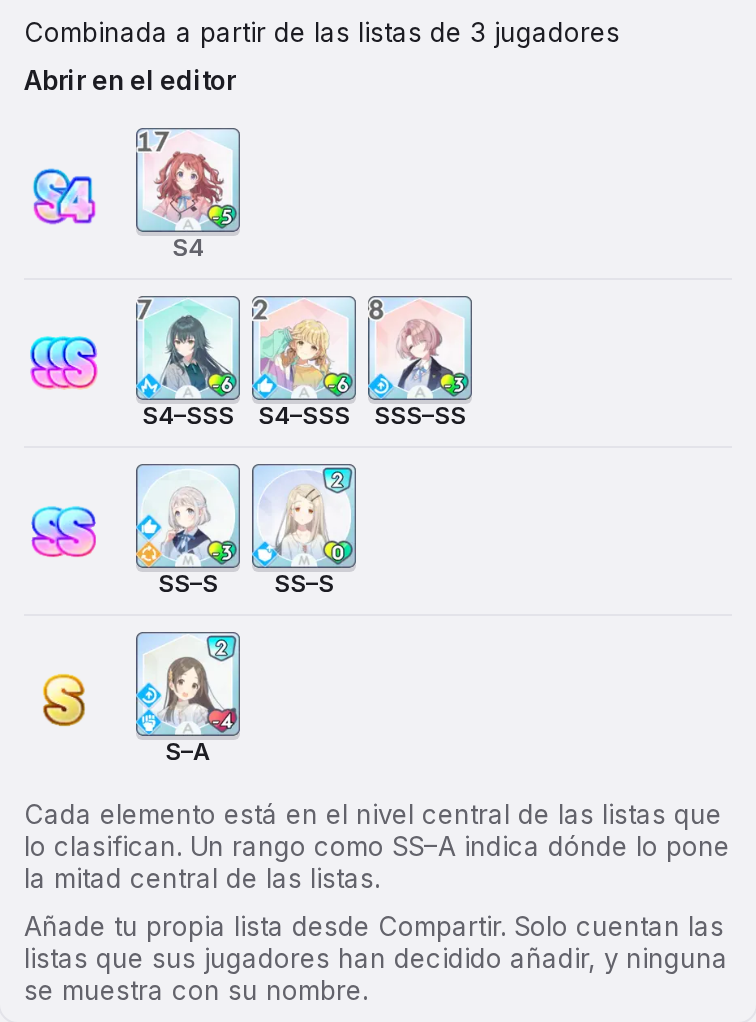 Combinada a partir de las listas de 3 jugadores
Abrir en el editor
S4
17
A
-5
S4
SSS
7
A
-6
2
A
-6
8
A
-3
S4–SSS
S4–SSS
SSS–SS
SS
M
-3
2
M
0
SS–S
SS–S
S
2
A
-4
S–A
Cada elemento está en el nivel central de las listas que
lo clasifican. Un rango como SS–A indica dónde lo pone
la mitad central de las listas.
Añade tu propia lista desde Compartir. Solo cuentan las
listas que sus jugadores han decidido añadir, y ninguna
se muestra con su nombre.